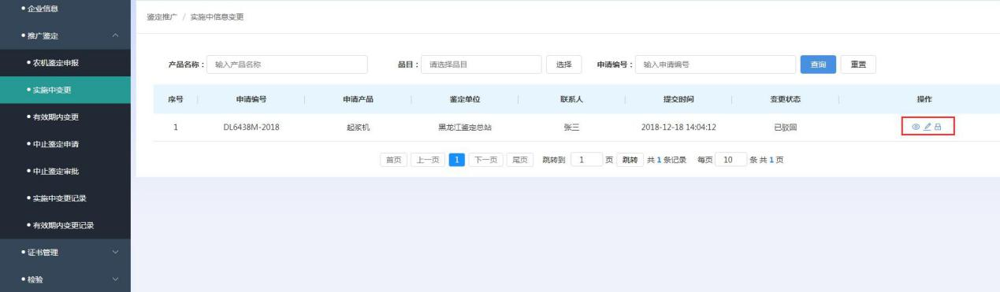 企业信息
推广鉴定
农机鉴定申报
实施中变更
有效期内变更
中止鉴定申请
中止鉴定审批
实施中变更记录
有效期内变更记录
证书管理
检验
鉴定推广 / 实施中信息变更
产品名称： 输入产品名称 品目： 请选择品目 选择 申请编号： 输入申请编号 查询 重置
序号 申请编号 申请产品 鉴定单位 联系人 提交时间 变更状态 操作
1 DL6438M-2018 起浆机 黑龙江鉴定总站 张三 2018-12-18 14:04:12 已驳回
首页 上一页 1 下一页 尾页 跳转到 1 页 跳转 共 1 条记录 每页 10 条 共 1 页